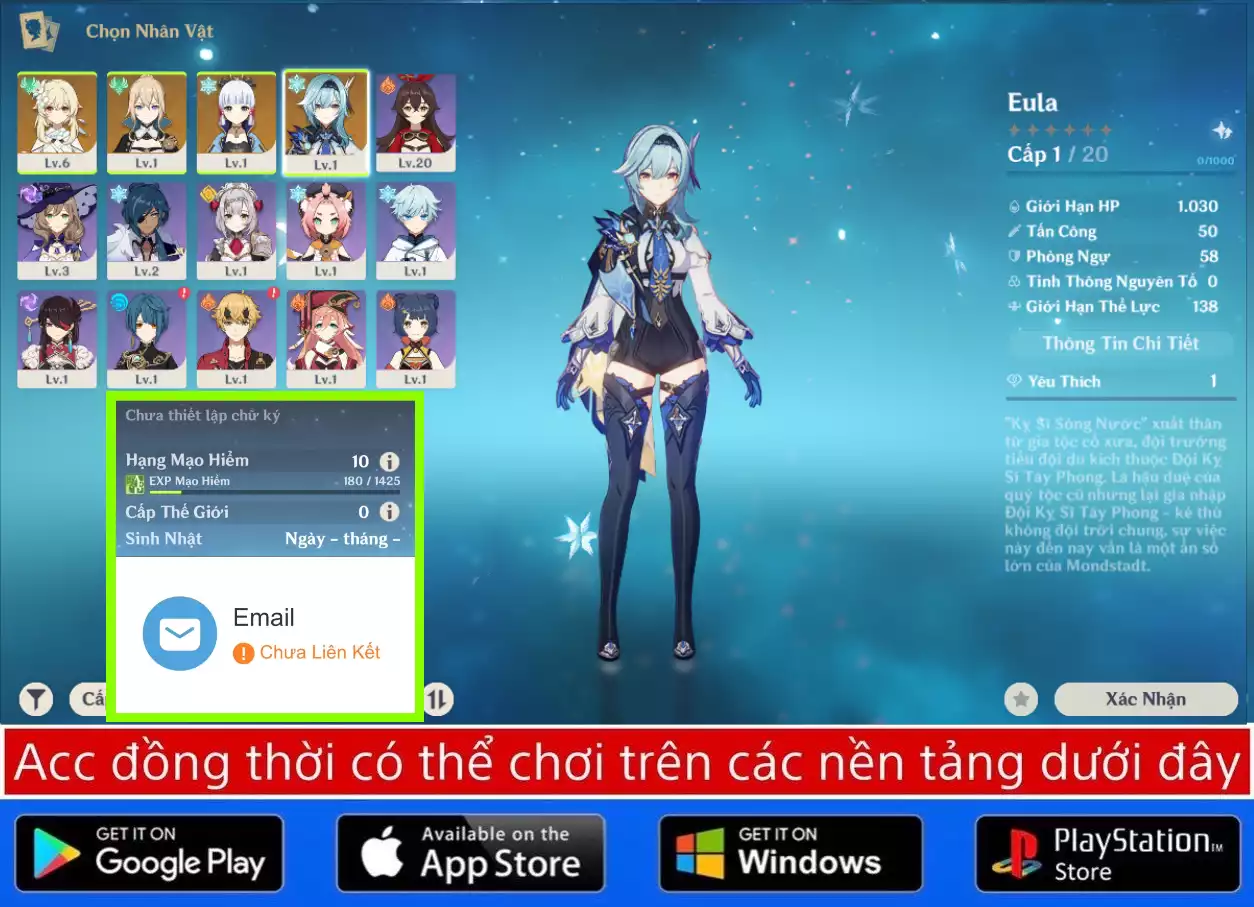 Chọn Nhân Vật
Lv.6
Lv.1
Lv.1
Lv.1
Lv.20
Lv.3
Lv.2
Lv.1
Lv.1
Lv.1
Lv.1
Lv.1
Lv.1
Lv.1
Lv.1
Eula
Cấp 1 / 20
0/1000
Giới Hạn HP 1.030
Tấn Công 50
Phòng Ngự 58
Tinh Thông Nguyên Tố 0
Giới Hạn Thể Lực 138
Thông Tin Chi Tiết
Yêu Thích 1
"Kỵ Sĩ Sóng Nước" xuất thân
từ gia tộc cổ xưa, đội trưởng
tiểu đội du kích thuộc Đội Kỵ
Sĩ Tây Phong. Là hậu duệ của
quý tộc cũ nhưng lại gia nhập
Đội Kỵ Sĩ Tây Phong - kẻ thù
không đội trời chung, sự việc
này đến nay vẫn là một ẩn số
lớn của Mondstadt.
Chưa thiết lập chữ ký
Hạng Mạo Hiểm 10
EXP Mạo Hiểm 180 / 1425
Cấp Thế Giới 0
Sinh Nhật Ngày - tháng -
Email
Chưa Liên Kết
Xác Nhận
Acc đồng thời có thể chơi trên các nền tảng dưới đây
GET IT ON
Google Play
Available on the
App Store
GET IT ON
Windows
PlayStation™
Store